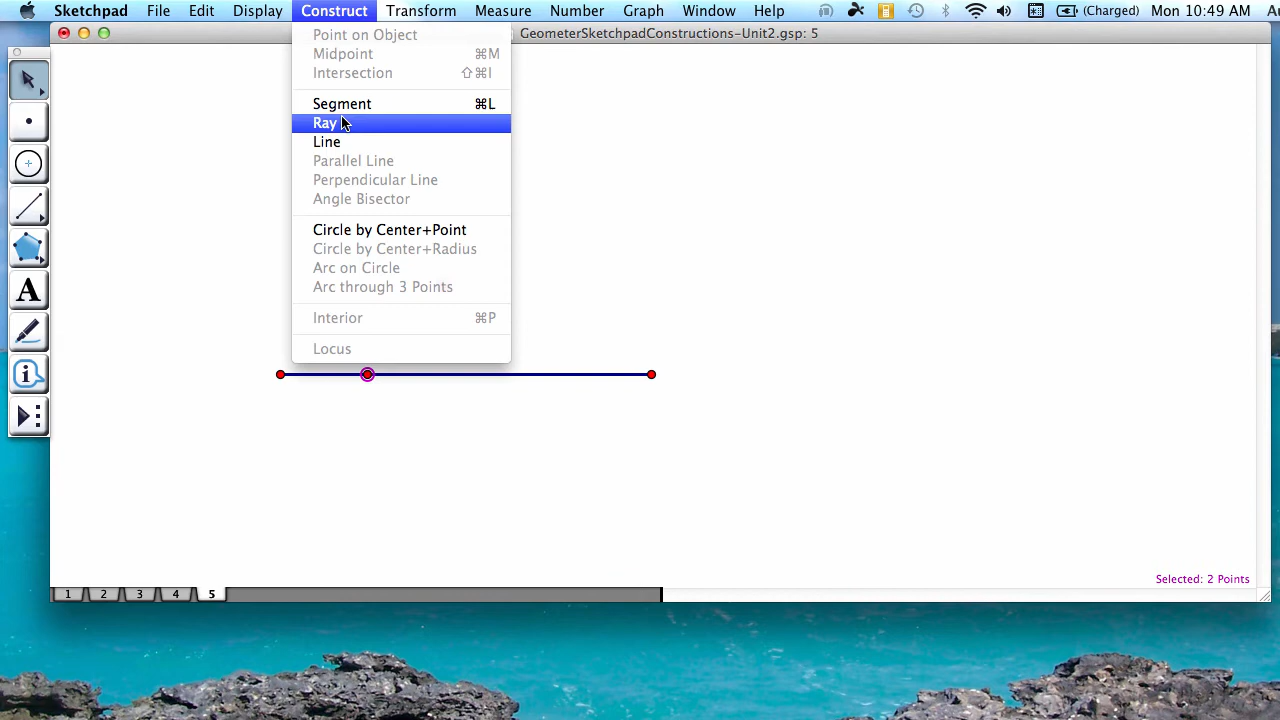 Sketchpad File Edit Display Construct Transform Measure Number Graph Window Help (Charged) Mon 10:49 AM
GeometerSketchpadConstructions-Unit2.gsp: 5
Point on Object
Midpoint ⌘M
Intersection ⇧⌘I
Segment ⌘L
Ray
Line
Parallel Line
Perpendicular Line
Angle Bisector
Circle by Center+Point
Circle by Center+Radius
Arc on Circle
Arc through 3 Points
Interior ⌘P
Locus
A
i
Selected: 2 Points
1 2 3 4 5